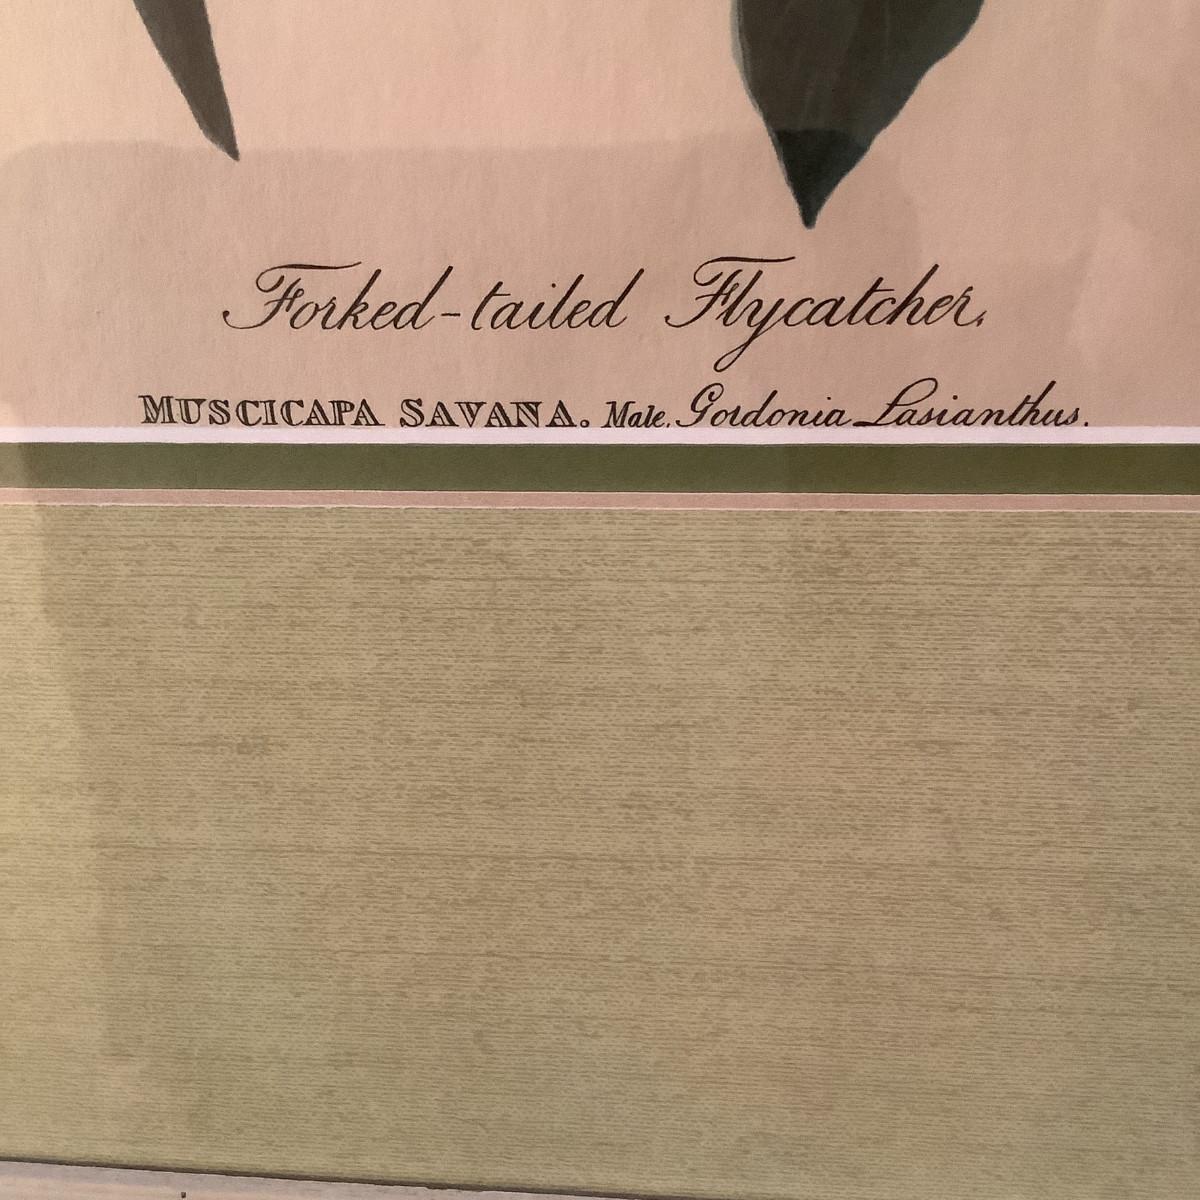 Forked-tailed Flycatcher.
MUSCICAPA SAVANA. Male. Gordonia Lasianthus.